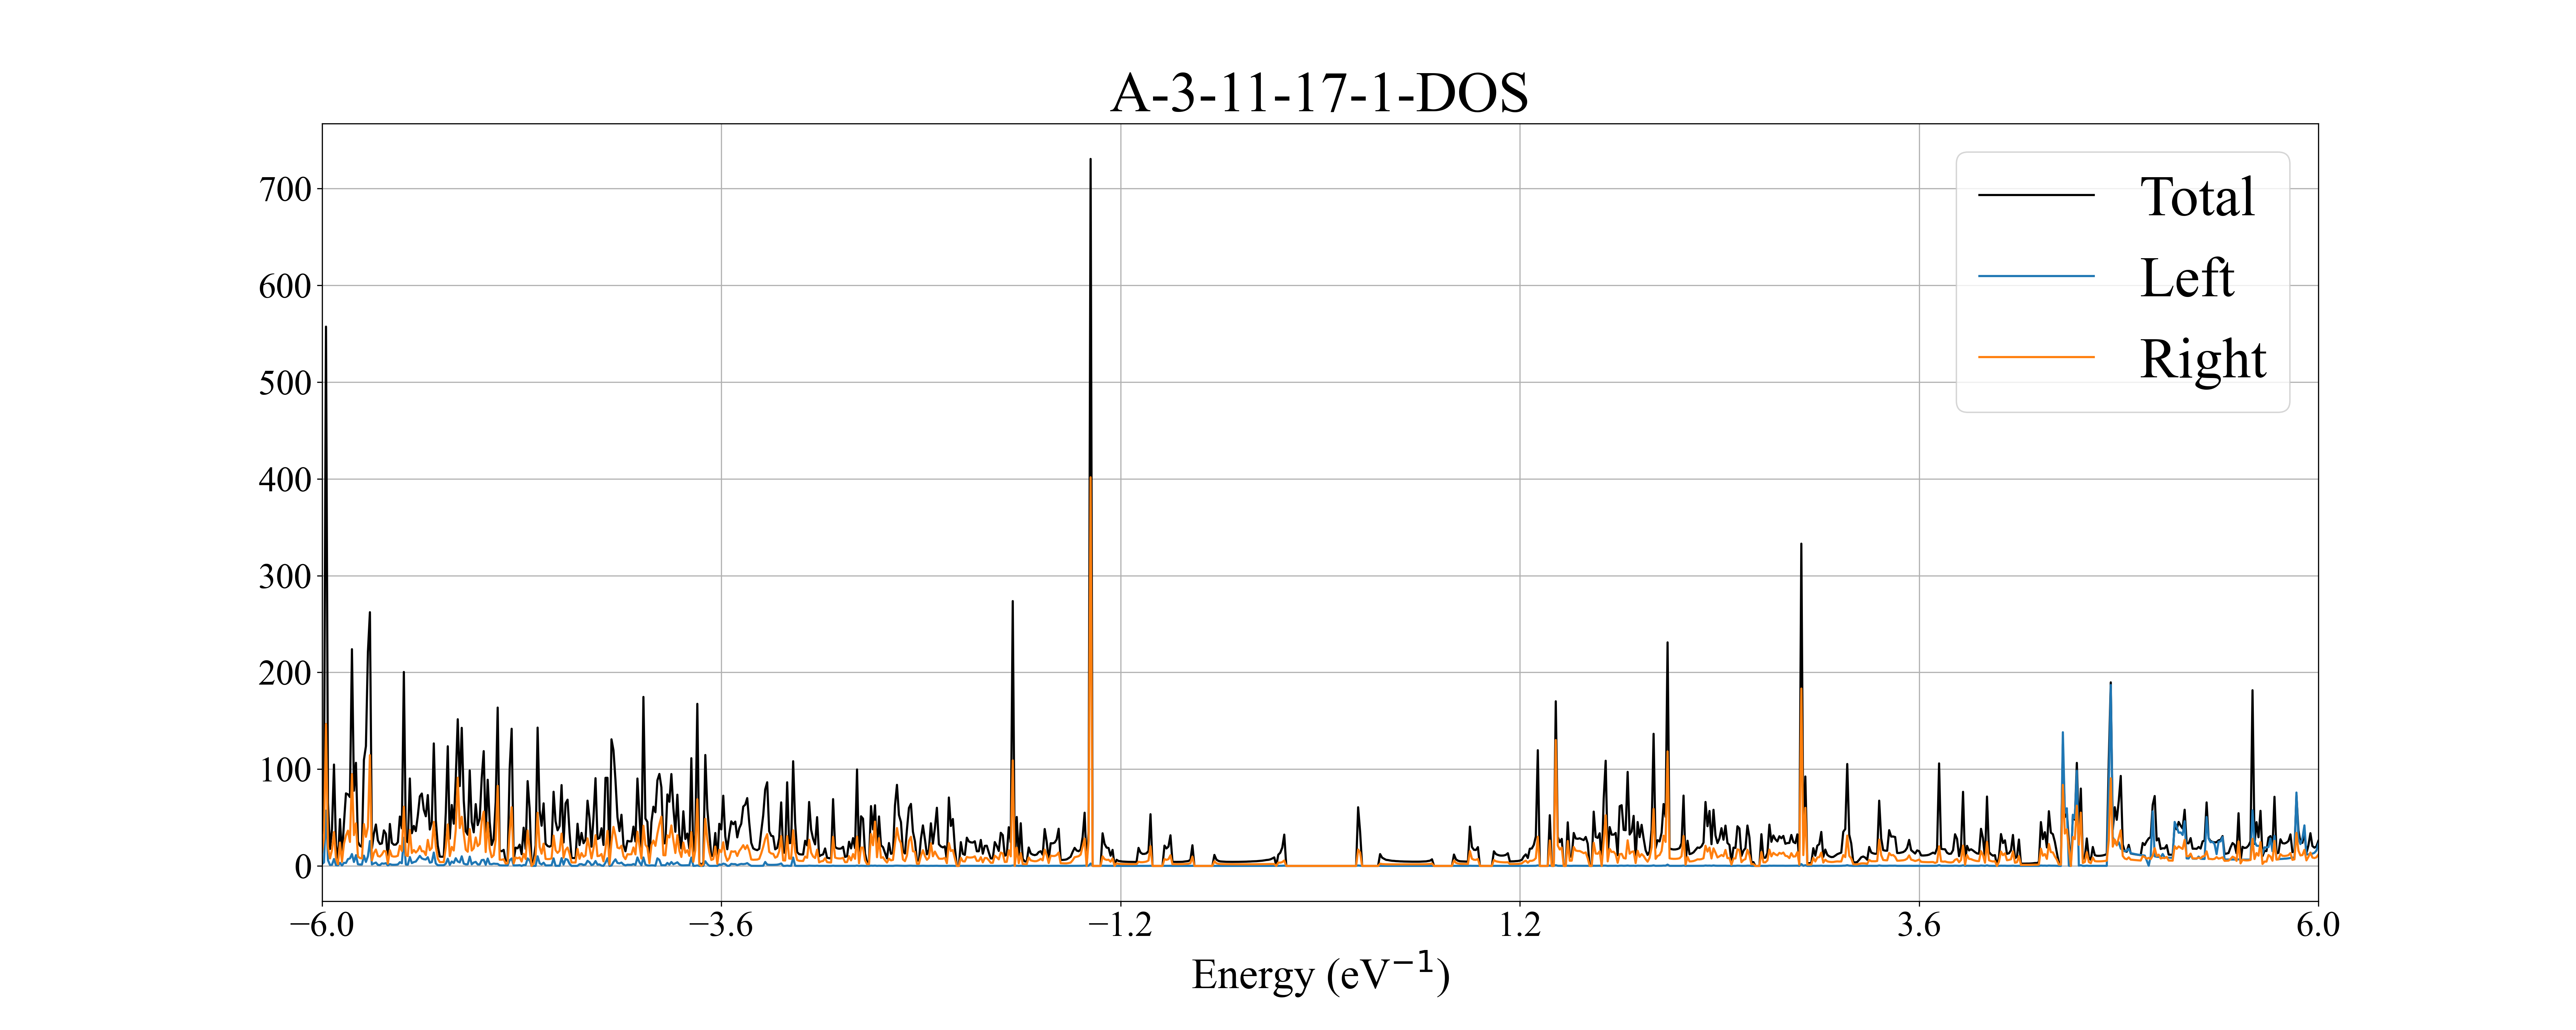 A-3-11-17-1-DOS
700
600
500
400
300
200
100
0
Total
Left
Right
−6.0 −3.6 −1.2 1.2 3.6 6.0
Energy (eV⁻¹)